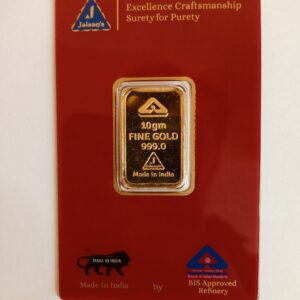 Excellence Craftsmanship
Surety for Purety
Jalaan's
10gm
FINE GOLD
999.0
Made in India
MAKE IN INDIA
Made In India
by
BIS Approved
Refinery